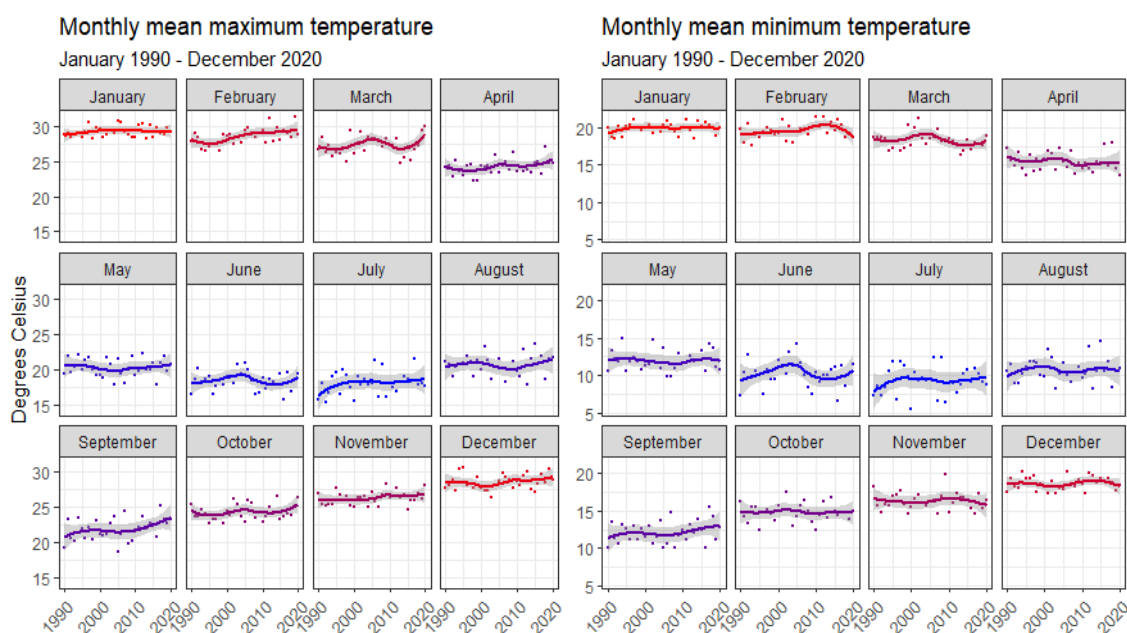 Monthly mean maximum temperature
January 1990 - December 2020
January February March April
30
25
20
15
May June July August
30
25
20
15
September October November December
30
25
20
15
1990 2000 2010 2020 1990 2000 2010 2020 1990 2000 2010 2020 1990 2000 2010 2020
Degrees Celsius
Monthly mean minimum temperature
January 1990 - December 2020
January February March April
20
15
10
5
May June July August
20
15
10
5
September October November December
20
15
10
5
1990 2000 2010 2020 1990 2000 2010 2020 1990 2000 2010 2020 1990 2000 2010 2020